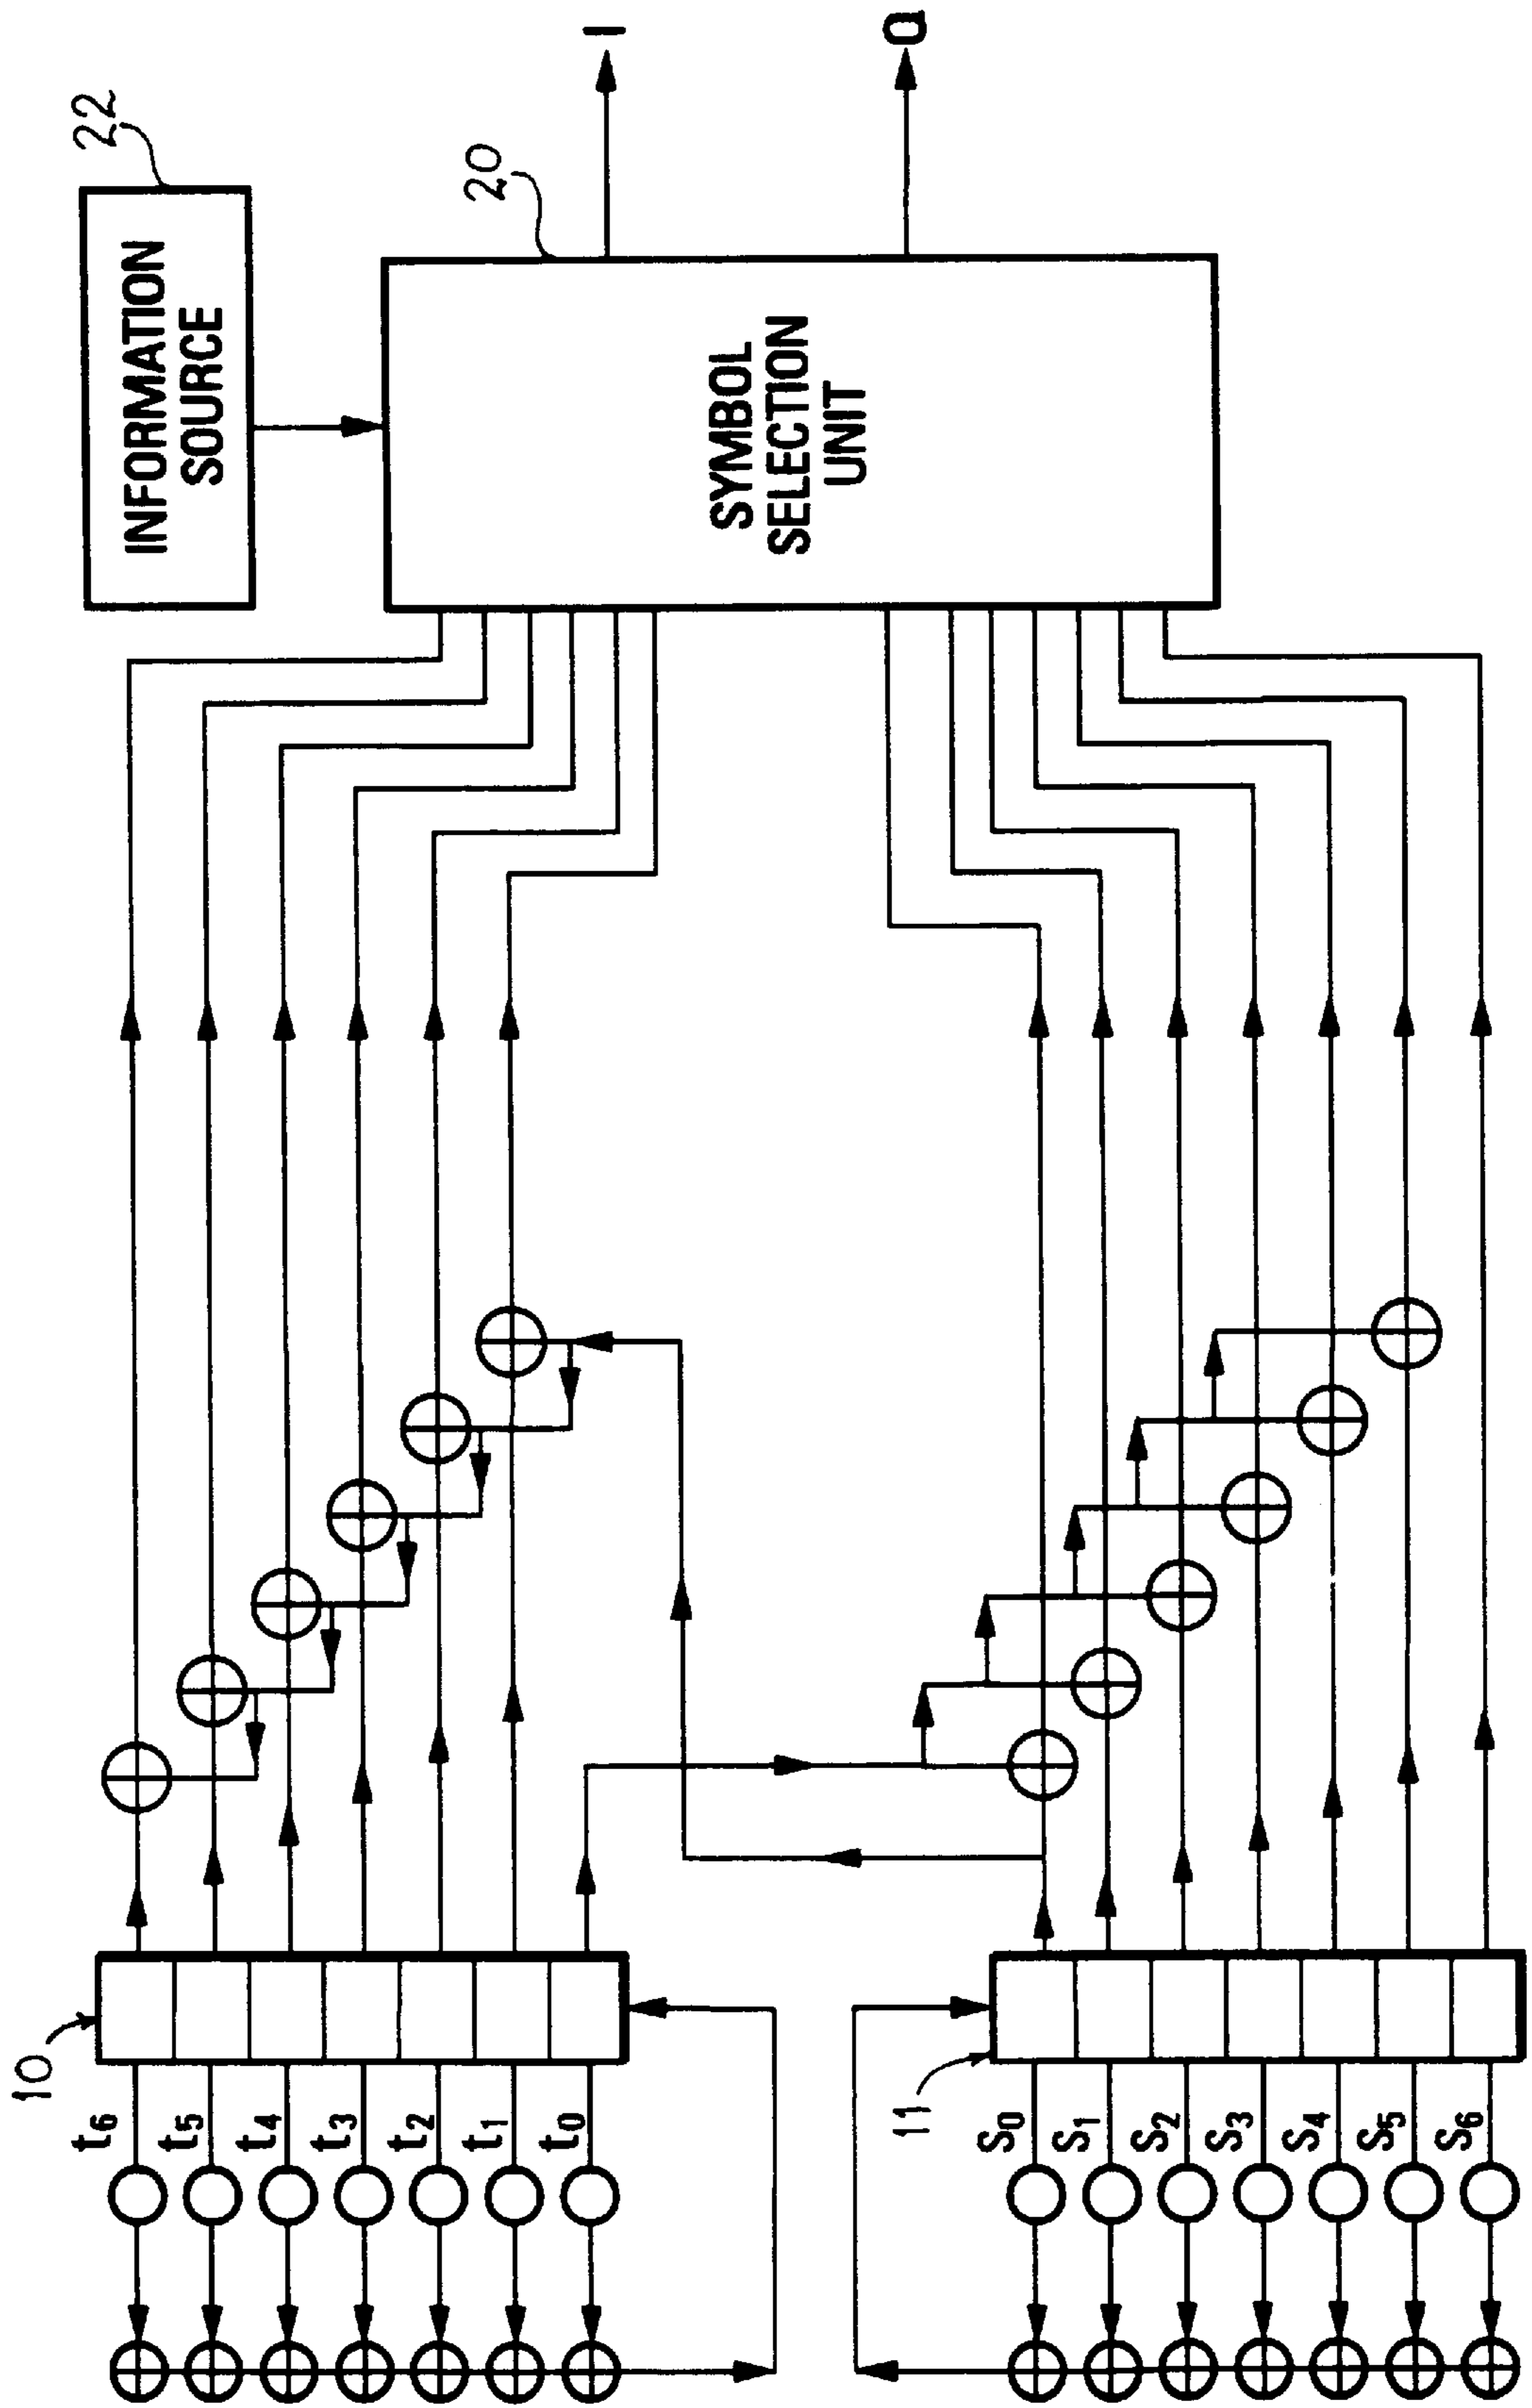 22
INFORMATION
SOURCE
20
SYMBOL
SELECTION
UNIT
I
Q
10
t6
t5
t4
t3
t2
t1
t0
11
S0
S1
S2
S3
S4
S5
S6